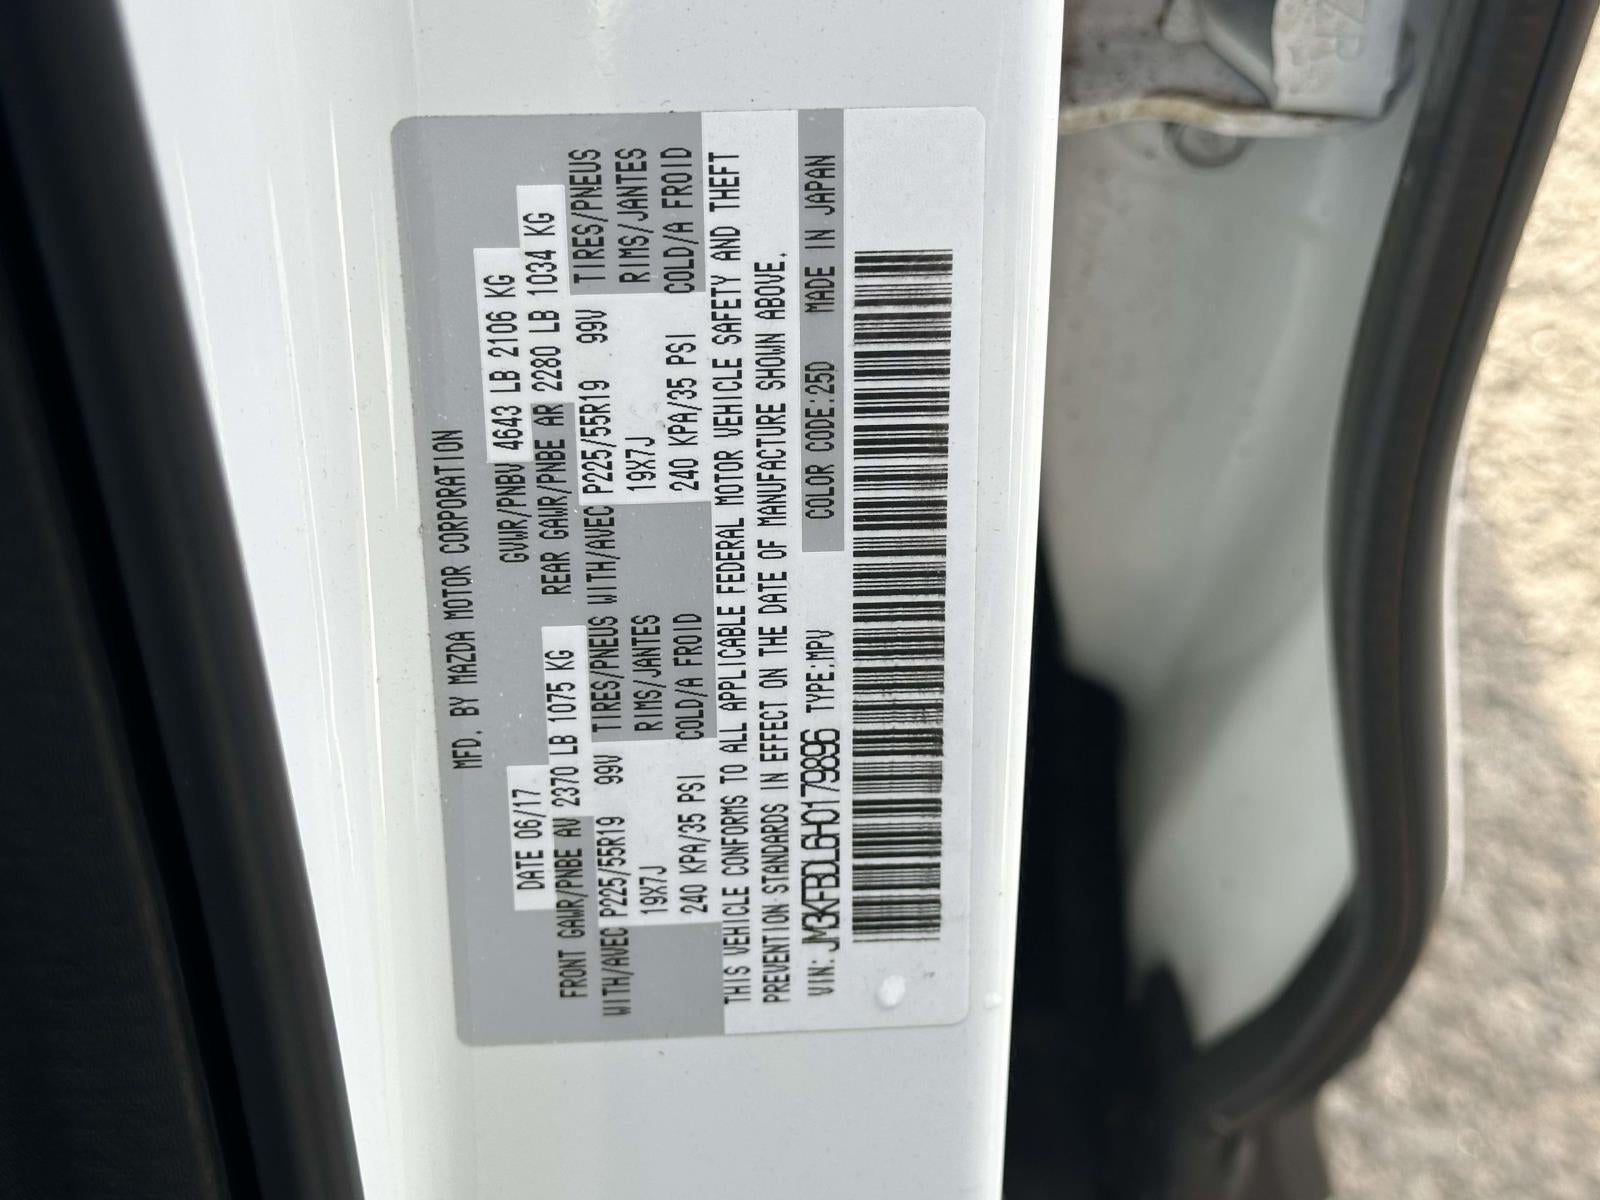 MFD. BY MAZDA MOTOR CORPORATION
DATE 06/17 GVWR/PNBV 4643 LB 2106 KG
FRONT GAWR/PNBE AV 2370 LB 1075 KG REAR GAWR/PNBE AR 2280 LB 1034 KG
WITH/AVEC P225/55R19 99V TIRES/PNEUS WITH/AVEC P225/55R19 99V TIRES/PNEUS
19X7J RIMS/JANTES 19X7J RIMS/JANTES
240 KPA/35 PSI COLD/A FROID 240 KPA/35 PSI COLD/A FROID
THIS VEHICLE CONFORMS TO ALL APPLICABLE FEDERAL MOTOR VEHICLE SAFETY AND THEFT
PREVENTION STANDARDS IN EFFECT ON THE DATE OF MANUFACTURE SHOWN ABOVE.
VIN: JM3KFBDL6H0179896 TYPE:MPV COLOR CODE:25D MADE IN JAPAN